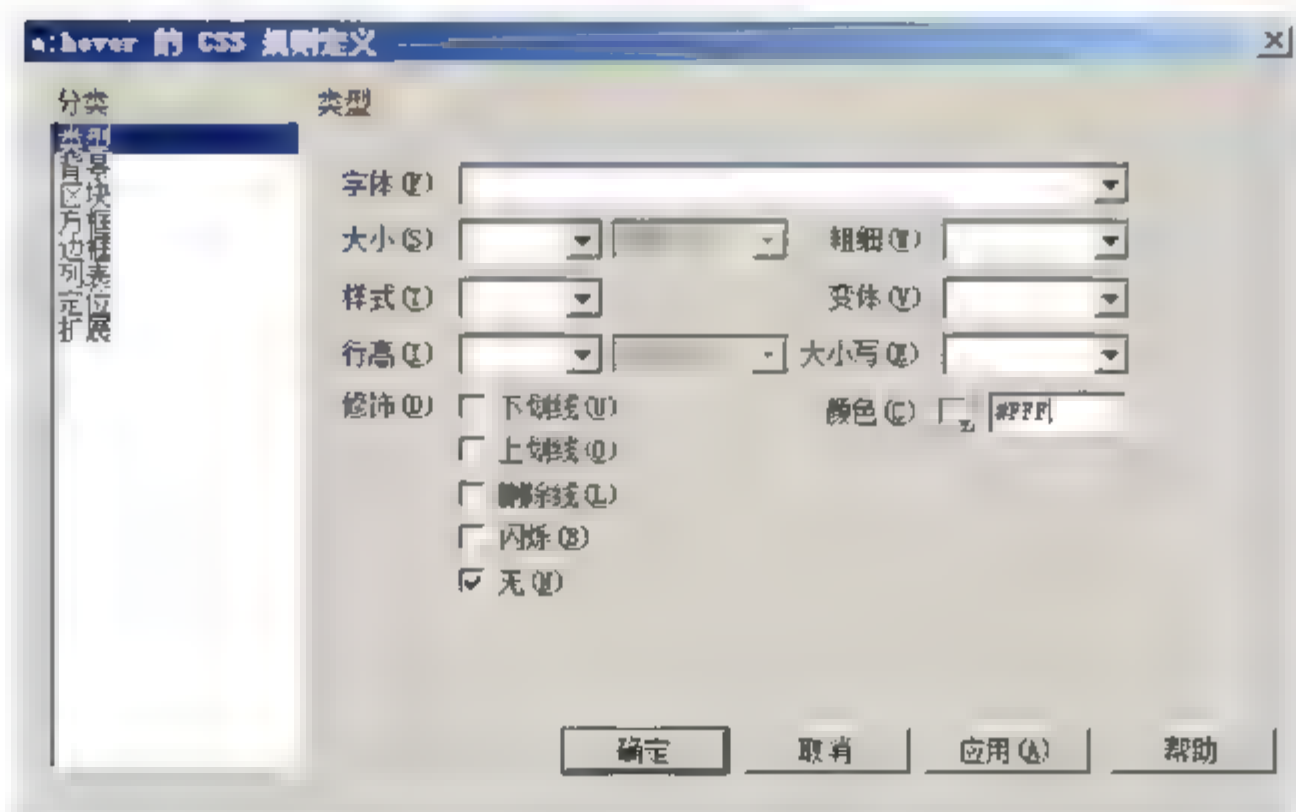 a:hover 的 CSS 规则定义
分类
类型
背景
区块
方框
边框
列表
定位
扩展
类型
字体(F)
大小(S)
粗细(W)
样式(T)
变体(V)
行高(I)
大小写(R)
修饰(D)
下划线(U)
颜色(C)
#FFF
上划线(O)
删除线(L)
闪烁(B)
无(N)
确定
取消
应用(A)
帮助